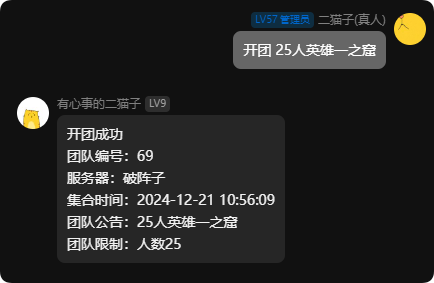 LV57 管理员 二猫子(真人)
开团 25人英雄一之窟
有心事的二猫子 LV9
开团成功
团队编号：69
服务器：破阵子
集合时间：2024-12-21 10:56:09
团队公告：25人英雄一之窟
团队限制：人数25